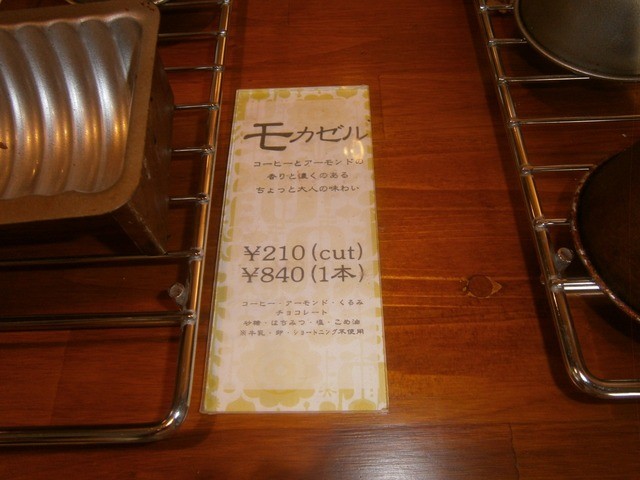 モカゼル
コーヒーとアーモンドの
香りと濃くのある
ちょっと大人の味わい
¥210(cut)
¥840(1本)
コーヒー・アーモンド・くるみ
チョコレート
砂糖・はちみつ・塩・こめ油
※牛乳・卵・ショートニング不使用